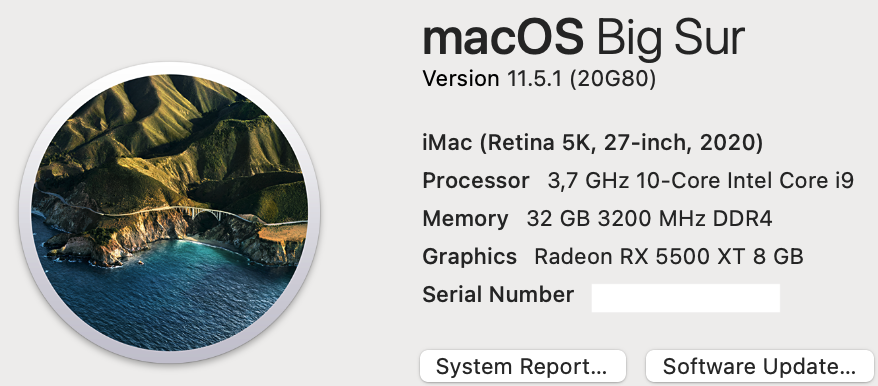 macOS Big Sur
Version 11.5.1 (20G80)
iMac (Retina 5K, 27-inch, 2020)
Processor 3,7 GHz 10-Core Intel Core i9
Memory 32 GB 3200 MHz DDR4
Graphics Radeon RX 5500 XT 8 GB
Serial Number
System Report... Software Update...